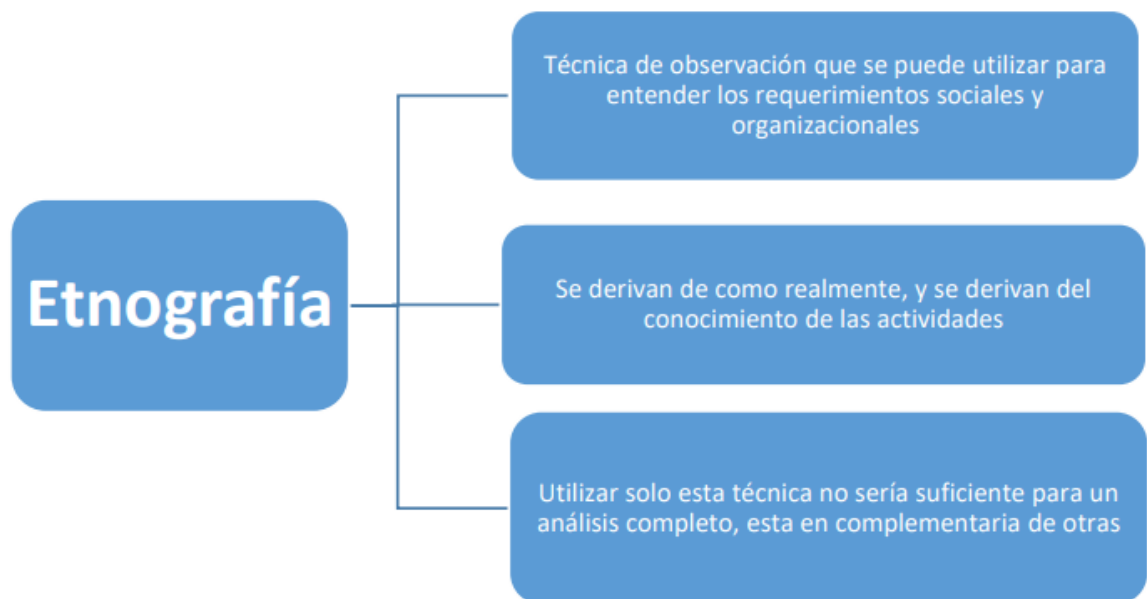 Etnografía
Técnica de observación que se puede utilizar para
entender los requerimientos sociales y
organizacionales
Se derivan de como realmente, y se derivan del
conocimiento de las actividades
Utilizar solo esta técnica no sería suficiente para un
análisis completo, esta en complementaria de otras